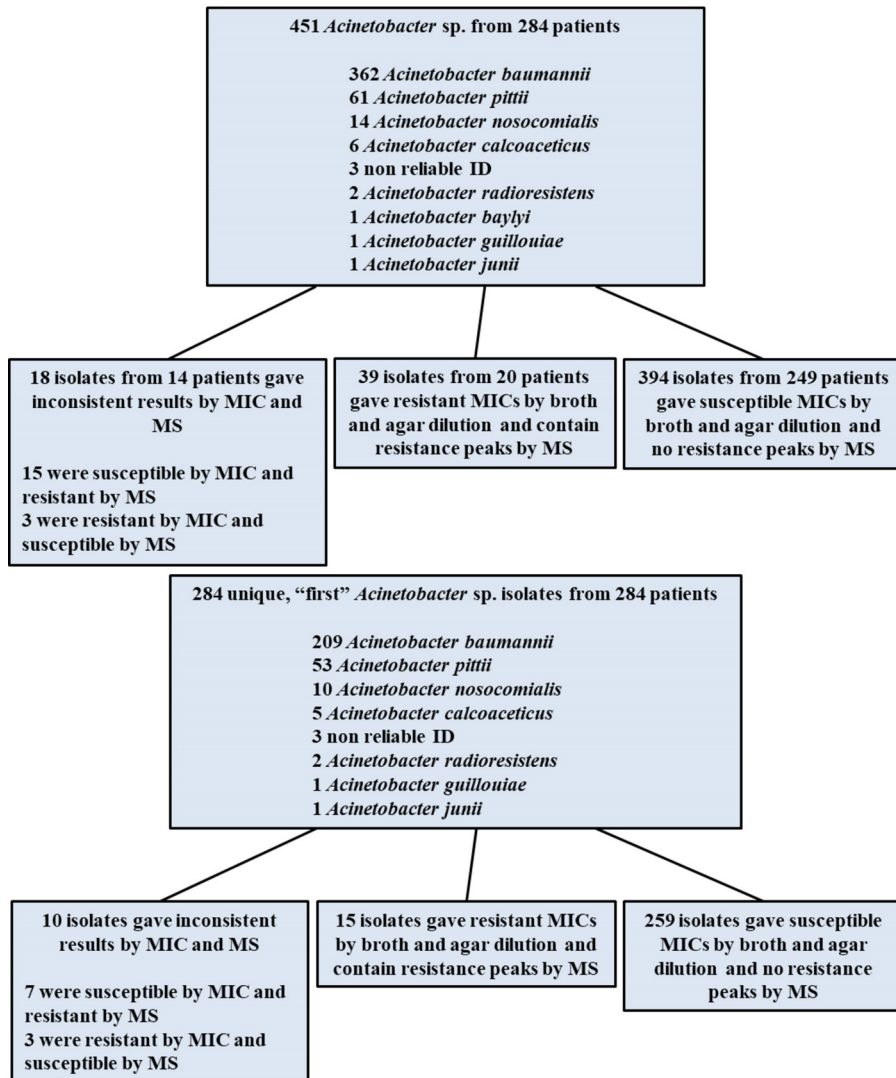 451 Acinetobacter sp. from 284 patients
362 Acinetobacter baumannii
61 Acinetobacter pittii
14 Acinetobacter nosocomialis
6 Acinetobacter calcoaceticus
3 non reliable ID
2 Acinetobacter radioresistens
1 Acinetobacter baylyi
1 Acinetobacter guillouiae
1 Acinetobacter junii
18 isolates from 14 patients gave
inconsistent results by MIC and
MS
15 were susceptible by MIC and
resistant by MS
3 were resistant by MIC and
susceptible by MS
39 isolates from 20 patients
gave resistant MICs by broth
and agar dilution and contain
resistance peaks by MS
394 isolates from 249 patients
gave susceptible MICs by
broth and agar dilution and
no resistance peaks by MS
284 unique, “first” Acinetobacter sp. isolates from 284 patients
209 Acinetobacter baumannii
53 Acinetobacter pittii
10 Acinetobacter nosocomialis
5 Acinetobacter calcoaceticus
3 non reliable ID
2 Acinetobacter radioresistens
1 Acinetobacter guillouiae
1 Acinetobacter junii
10 isolates gave inconsistent
results by MIC and MS
7 were susceptible by MIC and
resistant by MS
3 were resistant by MIC and
susceptible by MS
15 isolates gave resistant MICs
by broth and agar dilution and
contain resistance peaks by MS
259 isolates gave susceptible
MICs by broth and agar
dilution and no resistance
peaks by MS